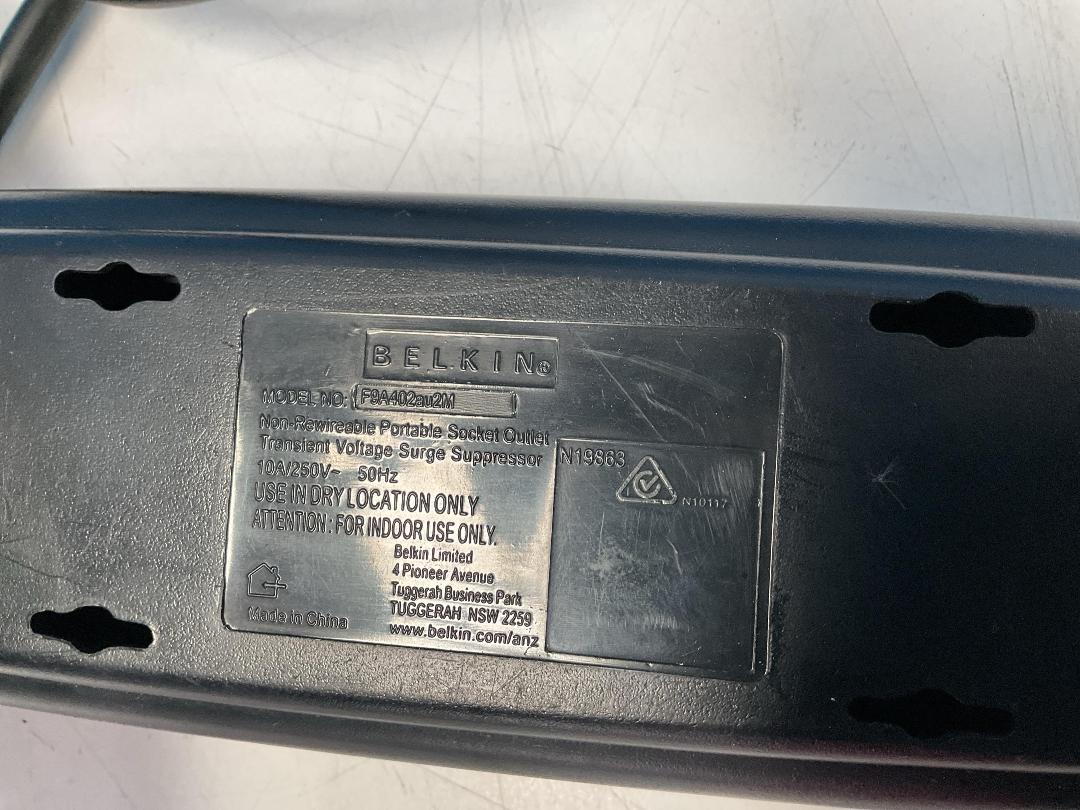 BELKIN®
MODEL NO: F9A402au2M
Non-Rewireable Portable Socket Outlet
Transient Voltage Surge Suppressor
10A/250V~ 50Hz
USE IN DRY LOCATION ONLY
ATTENTION: FOR INDOOR USE ONLY.
Belkin Limited
4 Pioneer Avenue
Tuggerah Business Park
TUGGERAH NSW 2259
www.belkin.com/anz
Made in China
N19863
N10117